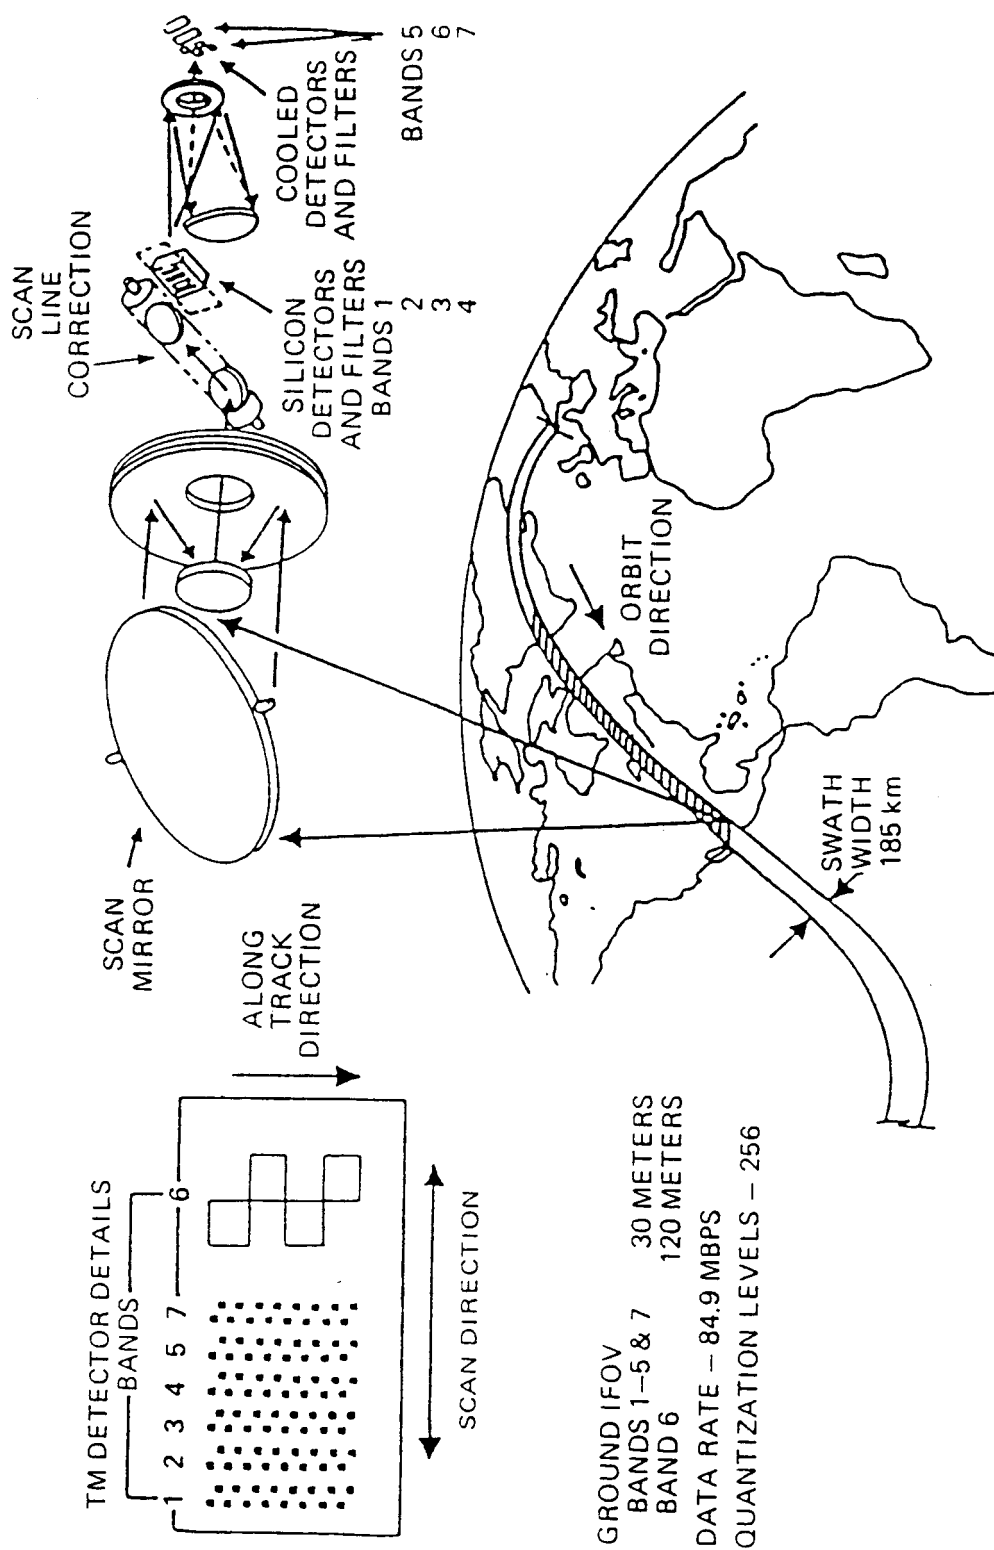 TM DETECTOR DETAILS
BANDS
1 2 3 4 5 7 6
SCAN DIRECTION
ALONG
TRACK
DIRECTION
GROUND IFOV
BANDS 1–5 & 7 30 METERS
BAND 6 120 METERS
DATA RATE – 84.9 MBPS
QUANTIZATION LEVELS – 256
SCAN
MIRROR
SCAN
LINE
CORRECTION
SILICON
DETECTORS
AND FILTERS
BANDS 1
2
3
4
COOLED
DETECTORS
AND FILTERS
BANDS 5
6
7
ORBIT
DIRECTION
SWATH
WIDTH
185 km